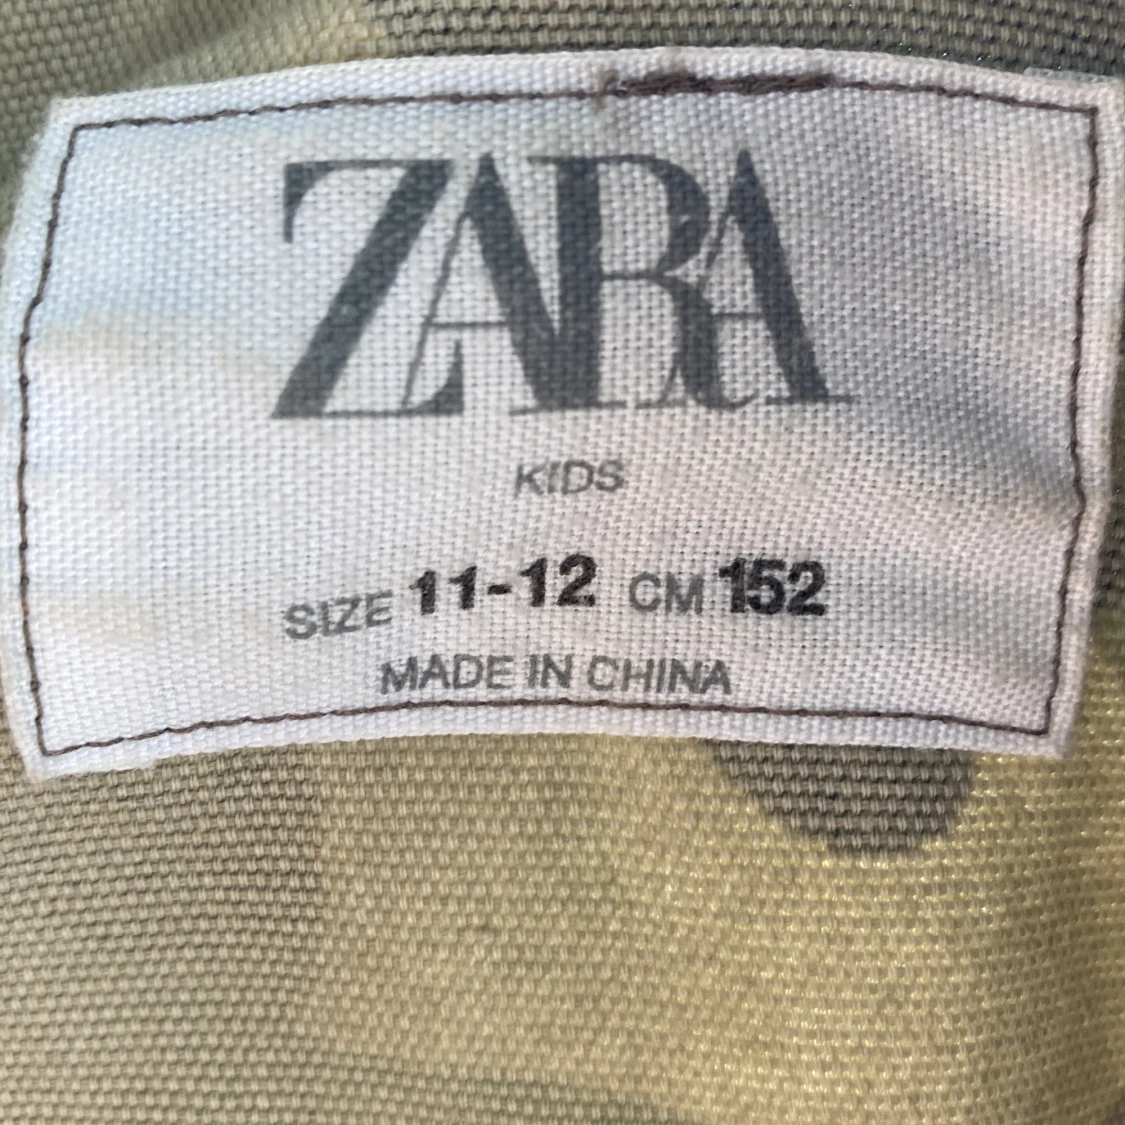 ZARA
KIDS
SIZE 11-12 CM 152
MADE IN CHINA